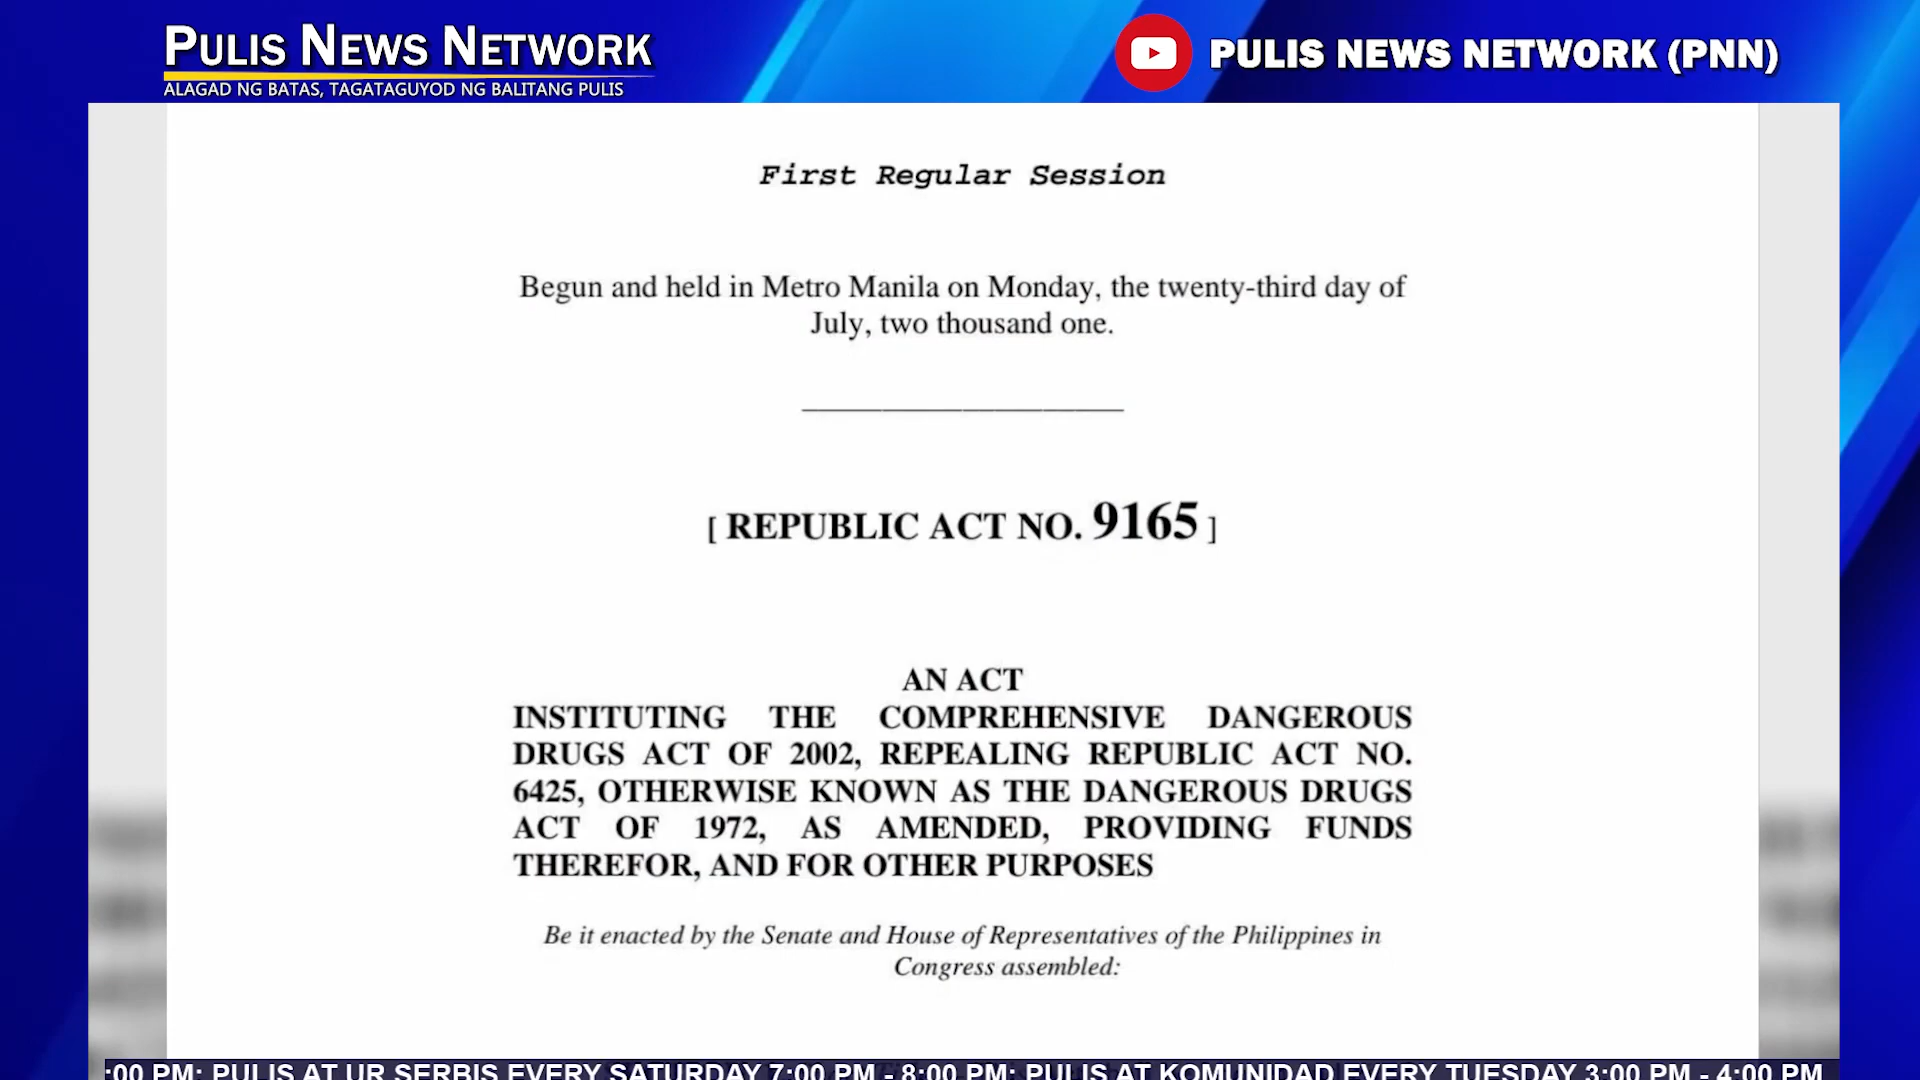 PULIS NEWS NETWORK
ALAGAD NG BATAS, TAGATAGUYOD NG BALITANG PULIS
PULIS NEWS NETWORK (PNN)
First Regular Session
Begun and held in Metro Manila on Monday, the twenty-third day of
July, two thousand one.
[ REPUBLIC ACT NO. 9165 ]
AN ACT
INSTITUTING THE COMPREHENSIVE DANGEROUS
DRUGS ACT OF 2002, REPEALING REPUBLIC ACT NO.
6425, OTHERWISE KNOWN AS THE DANGEROUS DRUGS
ACT OF 1972, AS AMENDED, PROVIDING FUNDS
THEREFOR, AND FOR OTHER PURPOSES
Be it enacted by the Senate and House of Representatives of the Philippines in
Congress assembled:
:00 PM; PULIS AT UR SERBIS EVERY SATURDAY 7:00 PM - 8:00 PM; PULIS AT KOMUNIDAD EVERY TUESDAY 3:00 PM - 4:00 PM